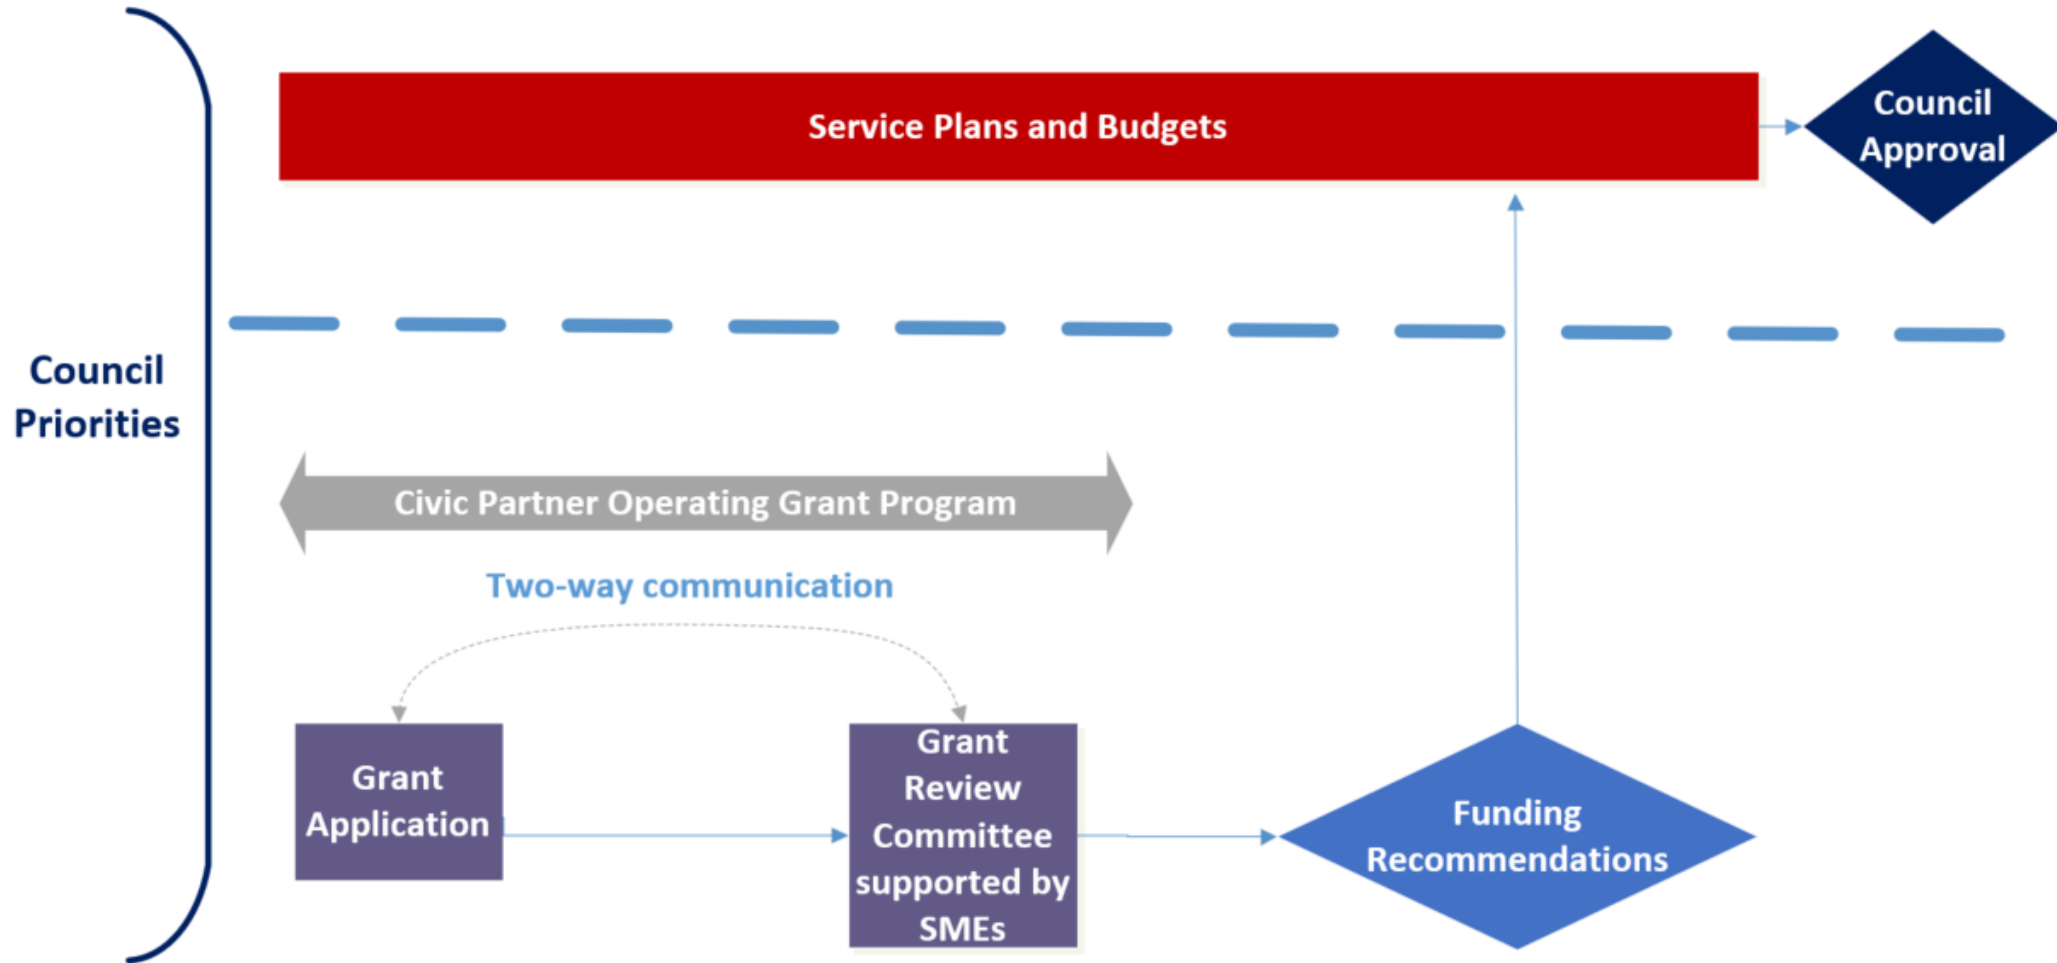 Service Plans and Budgets
Council
Approval
Council
Priorities
Civic Partner Operating Grant Program
Two-way communication
Grant
Application
Grant
Review
Committee
supported by
SMEs
Funding
Recommendations